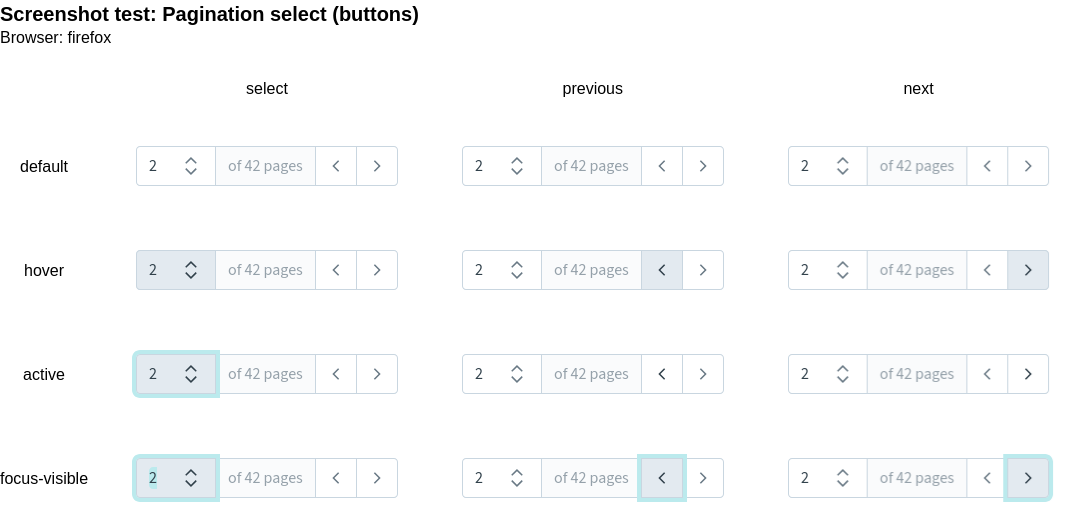 Screenshot test: Pagination select (buttons)
Browser: firefox
select previous next
default 2 of 42 pages 2 of 42 pages 2 of 42 pages
hover 2 of 42 pages 2 of 42 pages 2 of 42 pages
active 2 of 42 pages 2 of 42 pages 2 of 42 pages
focus-visible 2 of 42 pages 2 of 42 pages 2 of 42 pages